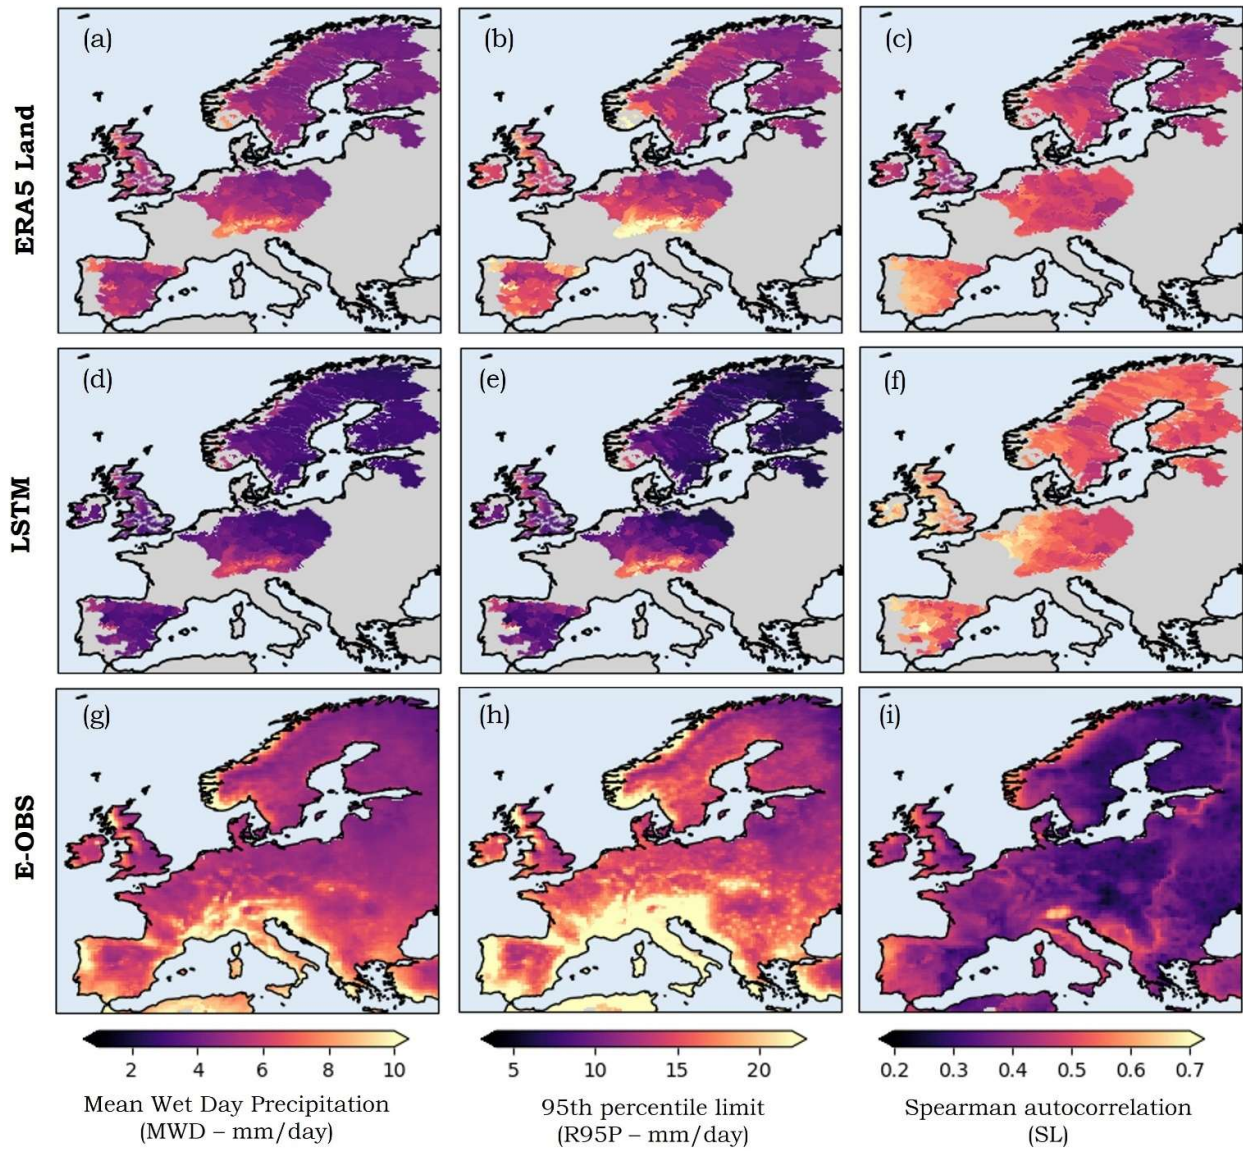 (a)
(b)
(c)
ERA5 Land
(d)
(e)
(f)
LSTM
(g)
(h)
(i)
E-OBS
2 4 6 8 10
5 10 15 20
0.2 0.3 0.4 0.5 0.6 0.7
Mean Wet Day Precipitation
(MWD – mm/day)
95th percentile limit
(R95P – mm/day)
Spearman autocorrelation
(SL)